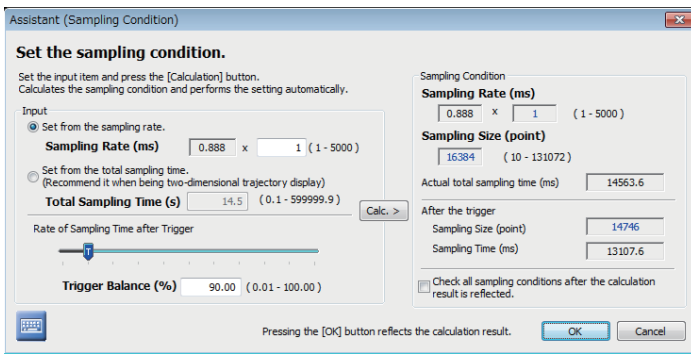 Assistant (Sampling Condition)
Set the sampling condition.
Set the input item and press the [Calculation] button.
Calculates the sampling condition and performs the setting automatically.
Input
Set from the sampling rate.
Sampling Rate (ms) 0.888 x 1 ( 1 - 5000 )
Set from the total sampling time.
(Recommend it when being two-dimensional trajectory display)
Total Sampling Time (s) 14.5 ( 0.1 - 599999.9 )
Rate of Sampling Time after Trigger
T
Trigger Balance (%) 90.00 ( 0.01 - 100.00 )
Calc. >
Sampling Condition
Sampling Rate (ms)
0.888 x 1 ( 1 - 5000 )
Sampling Size (point)
16384 ( 10 - 131072 )
Actual total sampling time (ms) 14563.6
After the trigger
Sampling Size (point) 14746
Sampling Time (ms) 13107.6
Check all sampling conditions after the calculation
result is reflected.
Pressing the [OK] button reflects the calculation result. OK Cancel